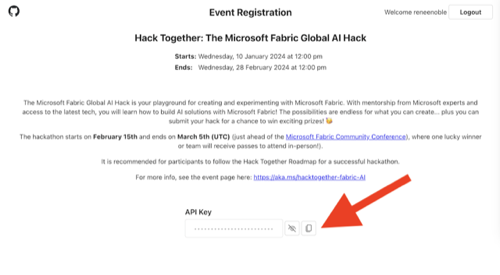 Event Registration
Welcome reneenoble
Logout
Hack Together: The Microsoft Fabric Global AI Hack
Starts: Wednesday, 10 January 2024 at 12:00 pm
Ends: Wednesday, 28 February 2024 at 12:00 pm
The Microsoft Fabric Global AI Hack is your playground for creating and experimenting with Microsoft Fabric. With mentorship from Microsoft experts and
access to the latest tech, you will learn how to build AI solutions with Microsoft Fabric! The possibilities are endless for what you can create... plus you can
submit your hack for a chance to win exciting prizes! 🥳
The hackathon starts on February 15th and ends on March 5th (UTC) (just ahead of the Microsoft Fabric Community Conference), where one lucky winner
or team will receive passes to attend in-person!).
It is recommended for participants to follow the Hack Together Roadmap for a successful hackathon.
For more info, see the event page here: https://aka.ms/hacktogether-fabric-AI
API Key